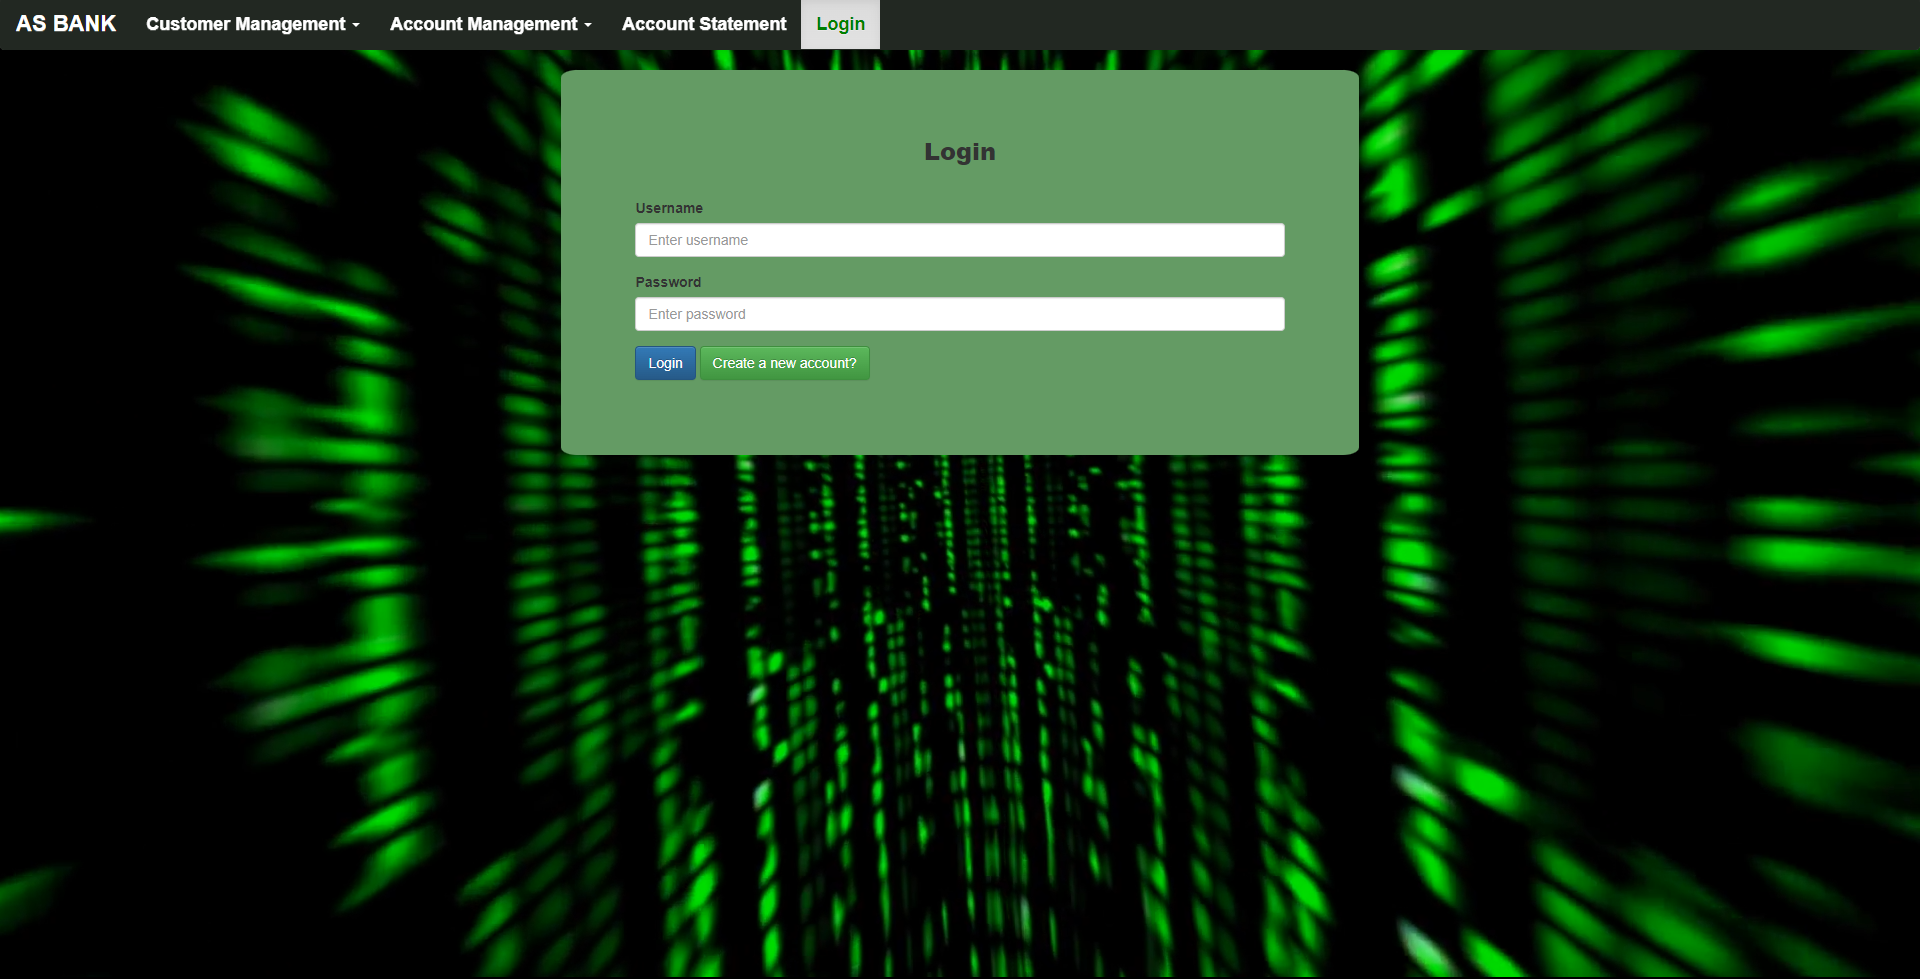 AS BANK Customer Management Account Management Account Statement Login
Login
Username
Enter username
Password
Enter password
Login Create a new account?